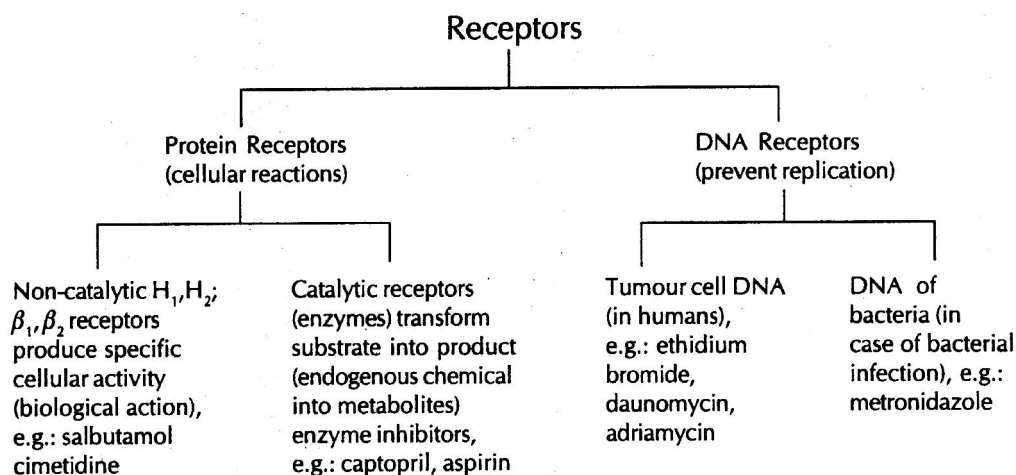 Receptors
Protein Receptors
(cellular reactions)
DNA Receptors
(prevent replication)
Non-catalytic H₁,H₂;
β₁,β₂ receptors
produce specific
cellular activity
(biological action),
e.g.: salbutamol
cimetidine
Catalytic receptors
(enzymes) transform
substrate into product
(endogenous chemical
into metabolites)
enzyme inhibitors,
e.g.: captopril, aspirin
Tumour cell DNA
(in humans),
e.g.: ethidium
bromide,
daunomycin,
adriamycin
DNA of
bacteria (in
case of bacterial
infection), e.g.:
metronidazole